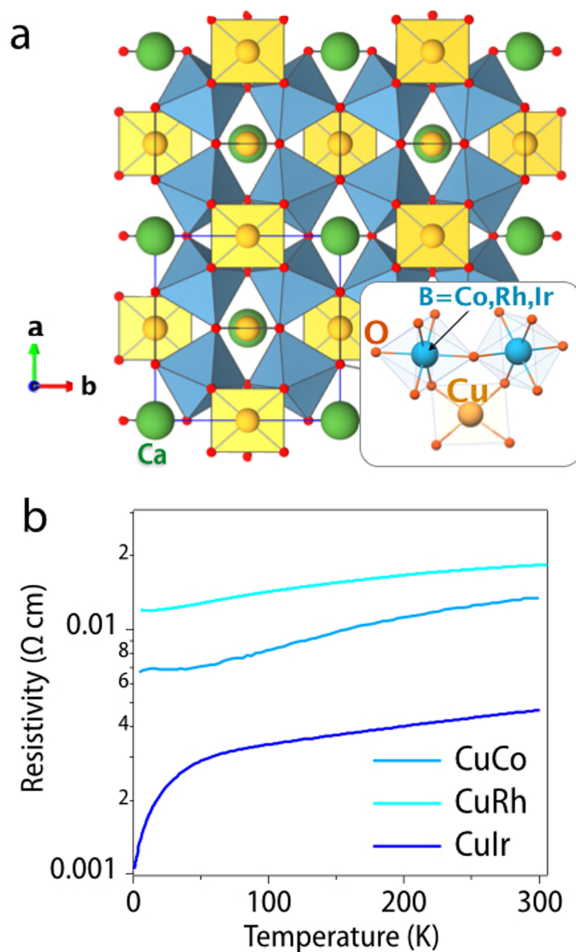 a
B=Co,Rh,Ir
O
Cu
a
b
Ca
b
Resistivity (Ω cm)
2
0.01
8
6
4
2
0.001
CuCo
CuRh
CuIr
0 100 200 300
Temperature (K)